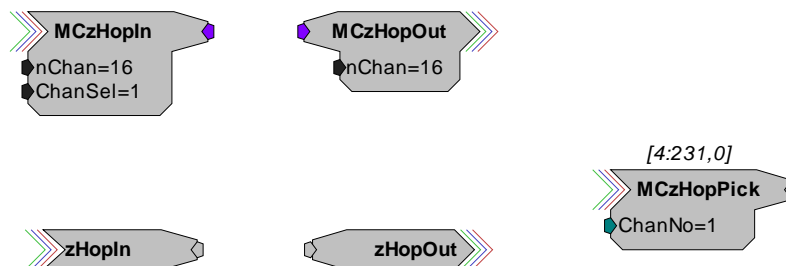 MCzHopIn
nChan=16
ChanSel=1
MCzHopOut
nChan=16
[4:231,0]
MCzHopPick
ChanNo=1
zHopIn
zHopOut